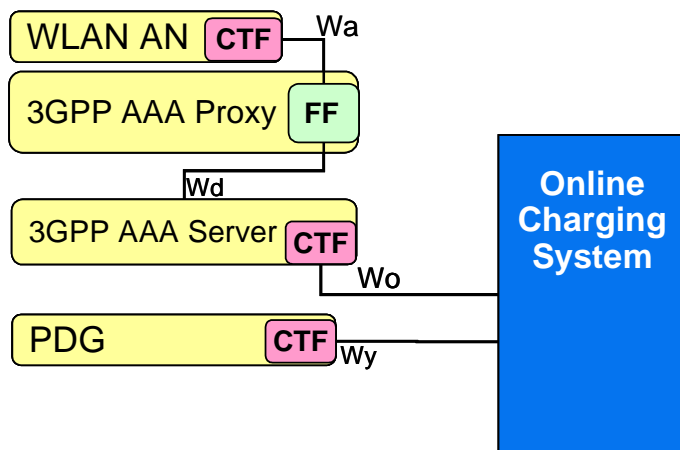 WLAN AN
CTF
Wa
3GPP AAA Proxy
FF
Wd
3GPP AAA Server
CTF
Wo
PDG
CTF
Wy
Online
Charging
System